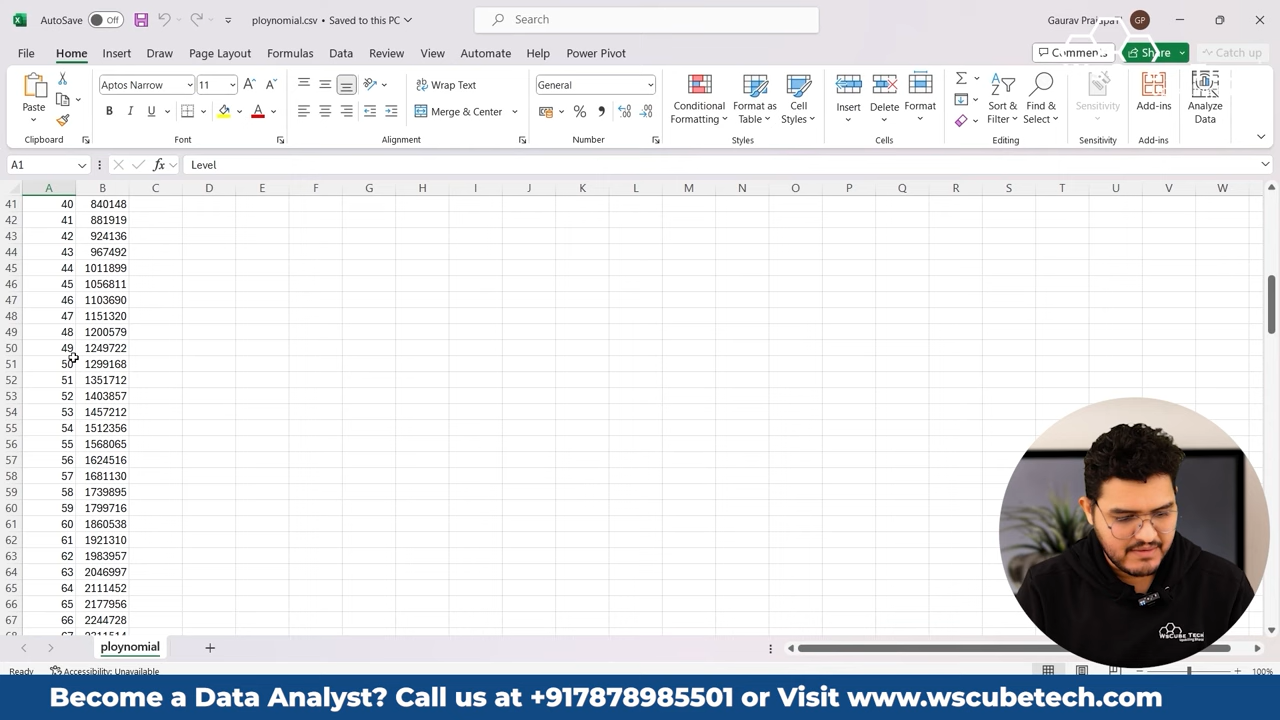 AutoSave Off ploynomial.csv • Saved to this PC Search Gaurav Prajapati GP
File Home Insert Draw Page Layout Formulas Data Review View Automate Help Power Pivot Comments Share Catch up
Paste Aptos Narrow 11 Wrap Text General Conditional Formatting Format as Table Cell Styles Insert Delete Format Sort & Filter Find & Select Sensitivity Add-ins Analyze Data
B I U Merge & Center
Clipboard Font Alignment Number Styles Cells Editing Sensitivity Add-ins
A1 fx Level
A B C D E F G H I J K L M N O P Q R S T U V W
41 40 840148
42 41 881919
43 42 924136
44 43 967492
45 44 1011899
46 45 1056811
47 46 1103690
48 47 1151320
49 48 1200579
50 49 1249722
51 50 1299168
52 51 1351712
53 52 1403857
54 53 1457212
55 54 1512356
56 55 1568065
57 56 1624516
58 57 1681130
59 58 1739895
60 59 1799716
61 60 1860538
62 61 1921310
63 62 1983957
64 63 2046997
65 64 2111452
66 65 2177956
67 66 2244728
ploynomial
WSCUBE TECH
Ready Accessibility: Unavailable 100%
Become a Data Analyst? Call us at +917878985501 or Visit www.wscubetech.com